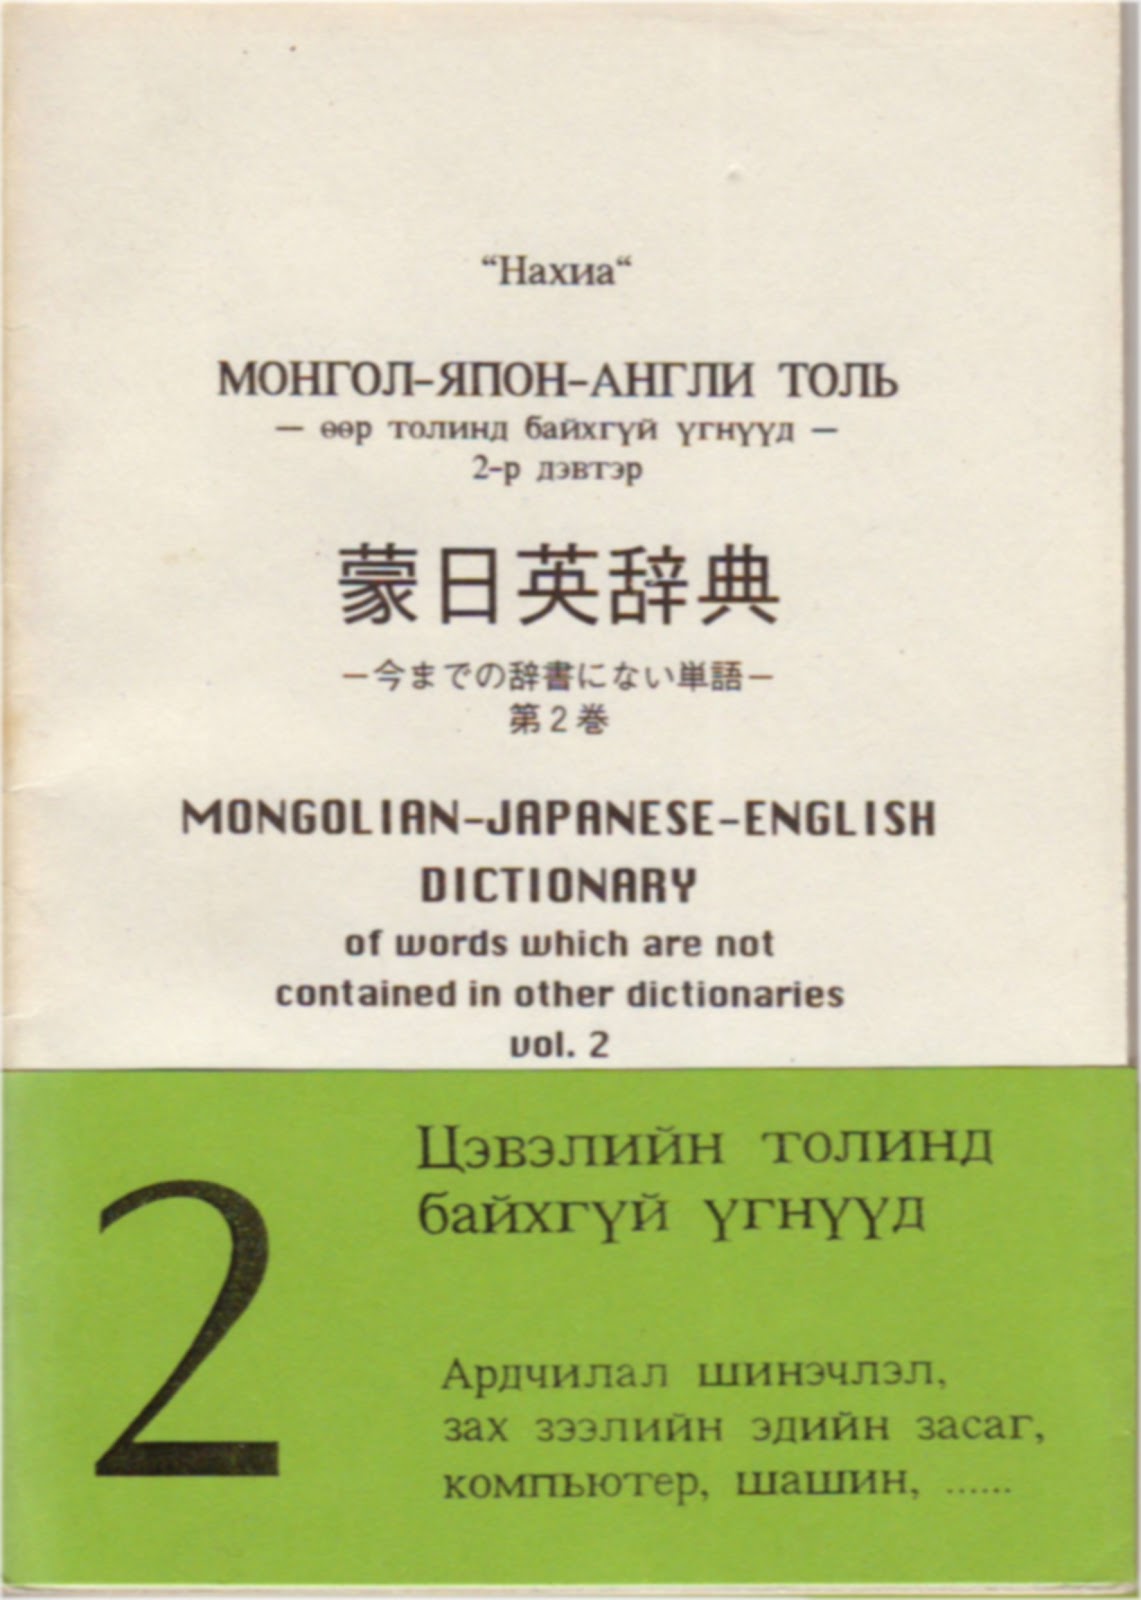 “Нахиа“
МОНГОЛ-ЯПОН-АНГЛИ ТОЛЬ
— өөр толинд байхгүй үгнүүд —
2-р дэвтэр
蒙日英辞典
—今までの辞書にない単語—
第2巻
MONGOLIAN-JAPANESE-ENGLISH
DICTIONARY
of words which are not
contained in other dictionaries
vol. 2
2
Цэвэлийн толинд
байхгүй үгнүүд
Ардчилал шинэчлэл,
зах зээлийн эдийн засаг,
компьютер, шашин, ......